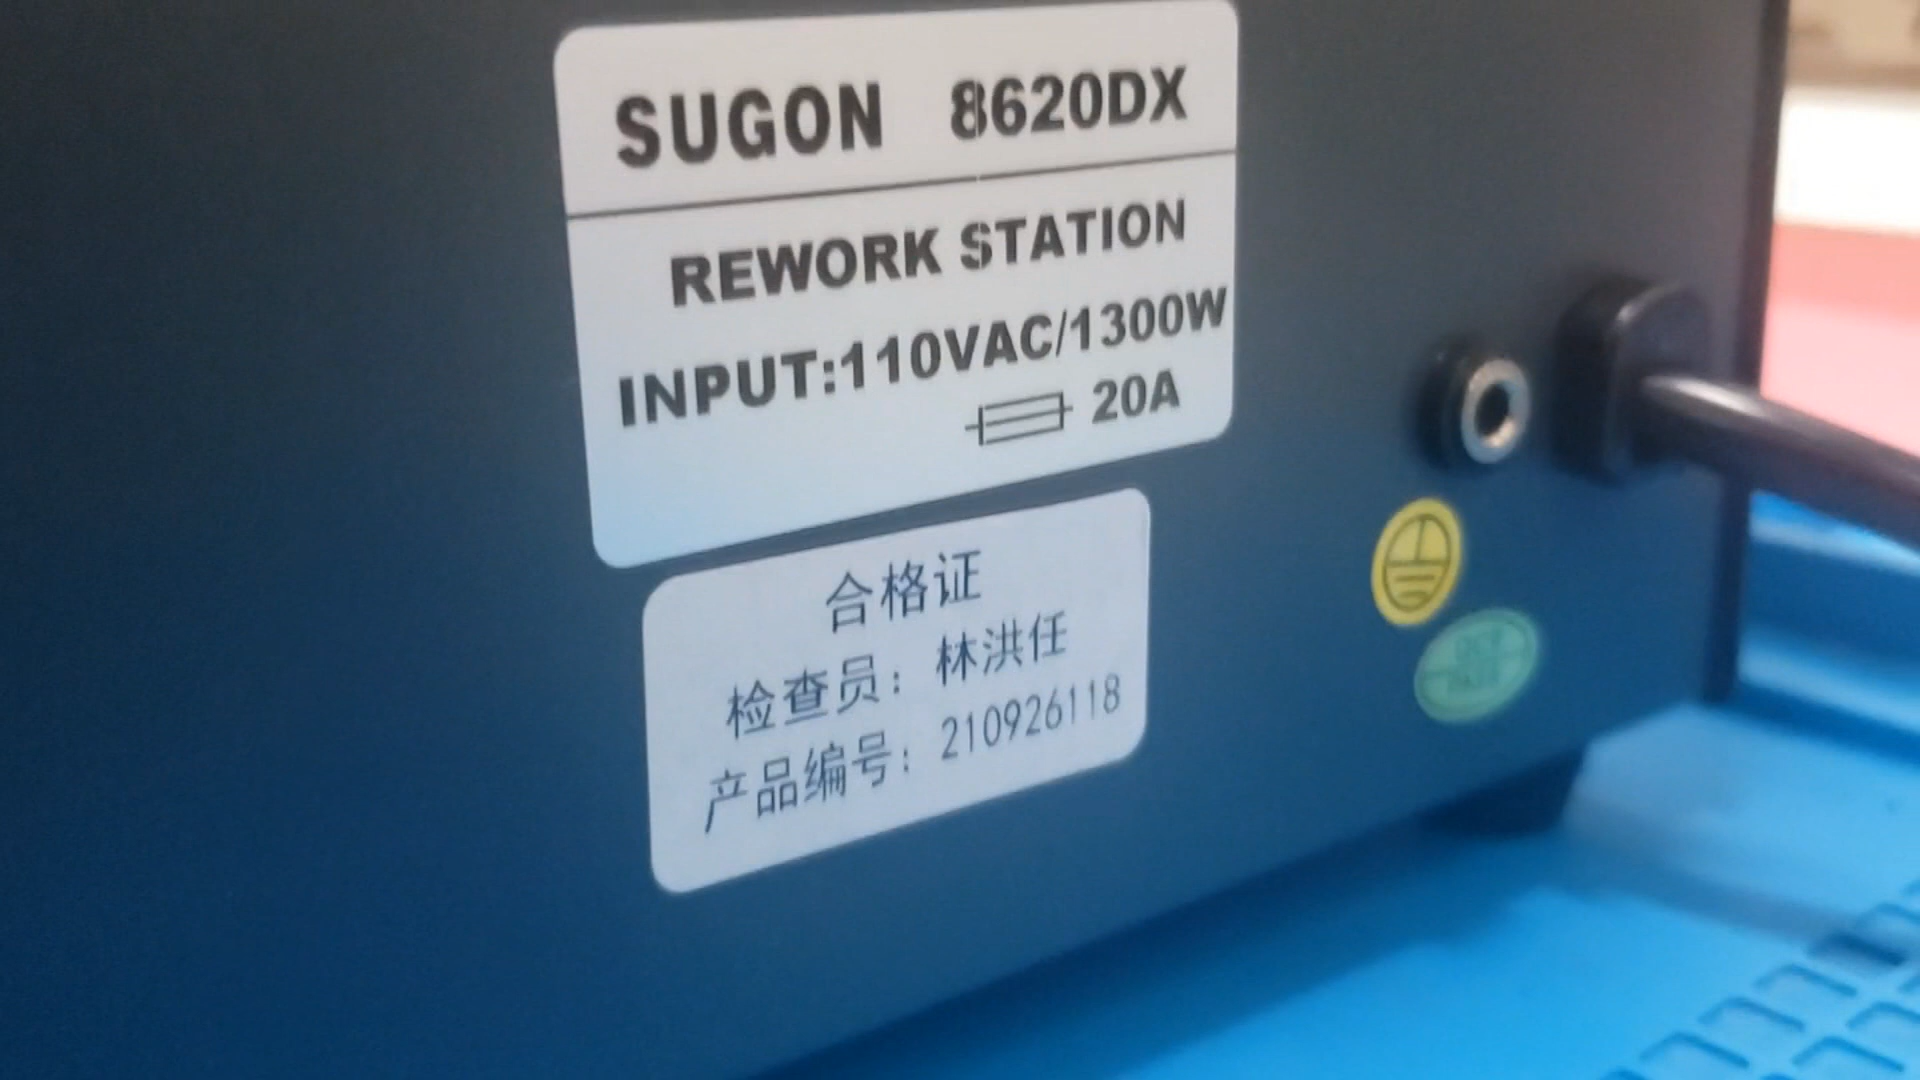 SUGON 8620DX
REWORK STATION
INPUT:110VAC/1300W
20A
合格证
检查员：林洪任
产品编号：210926118